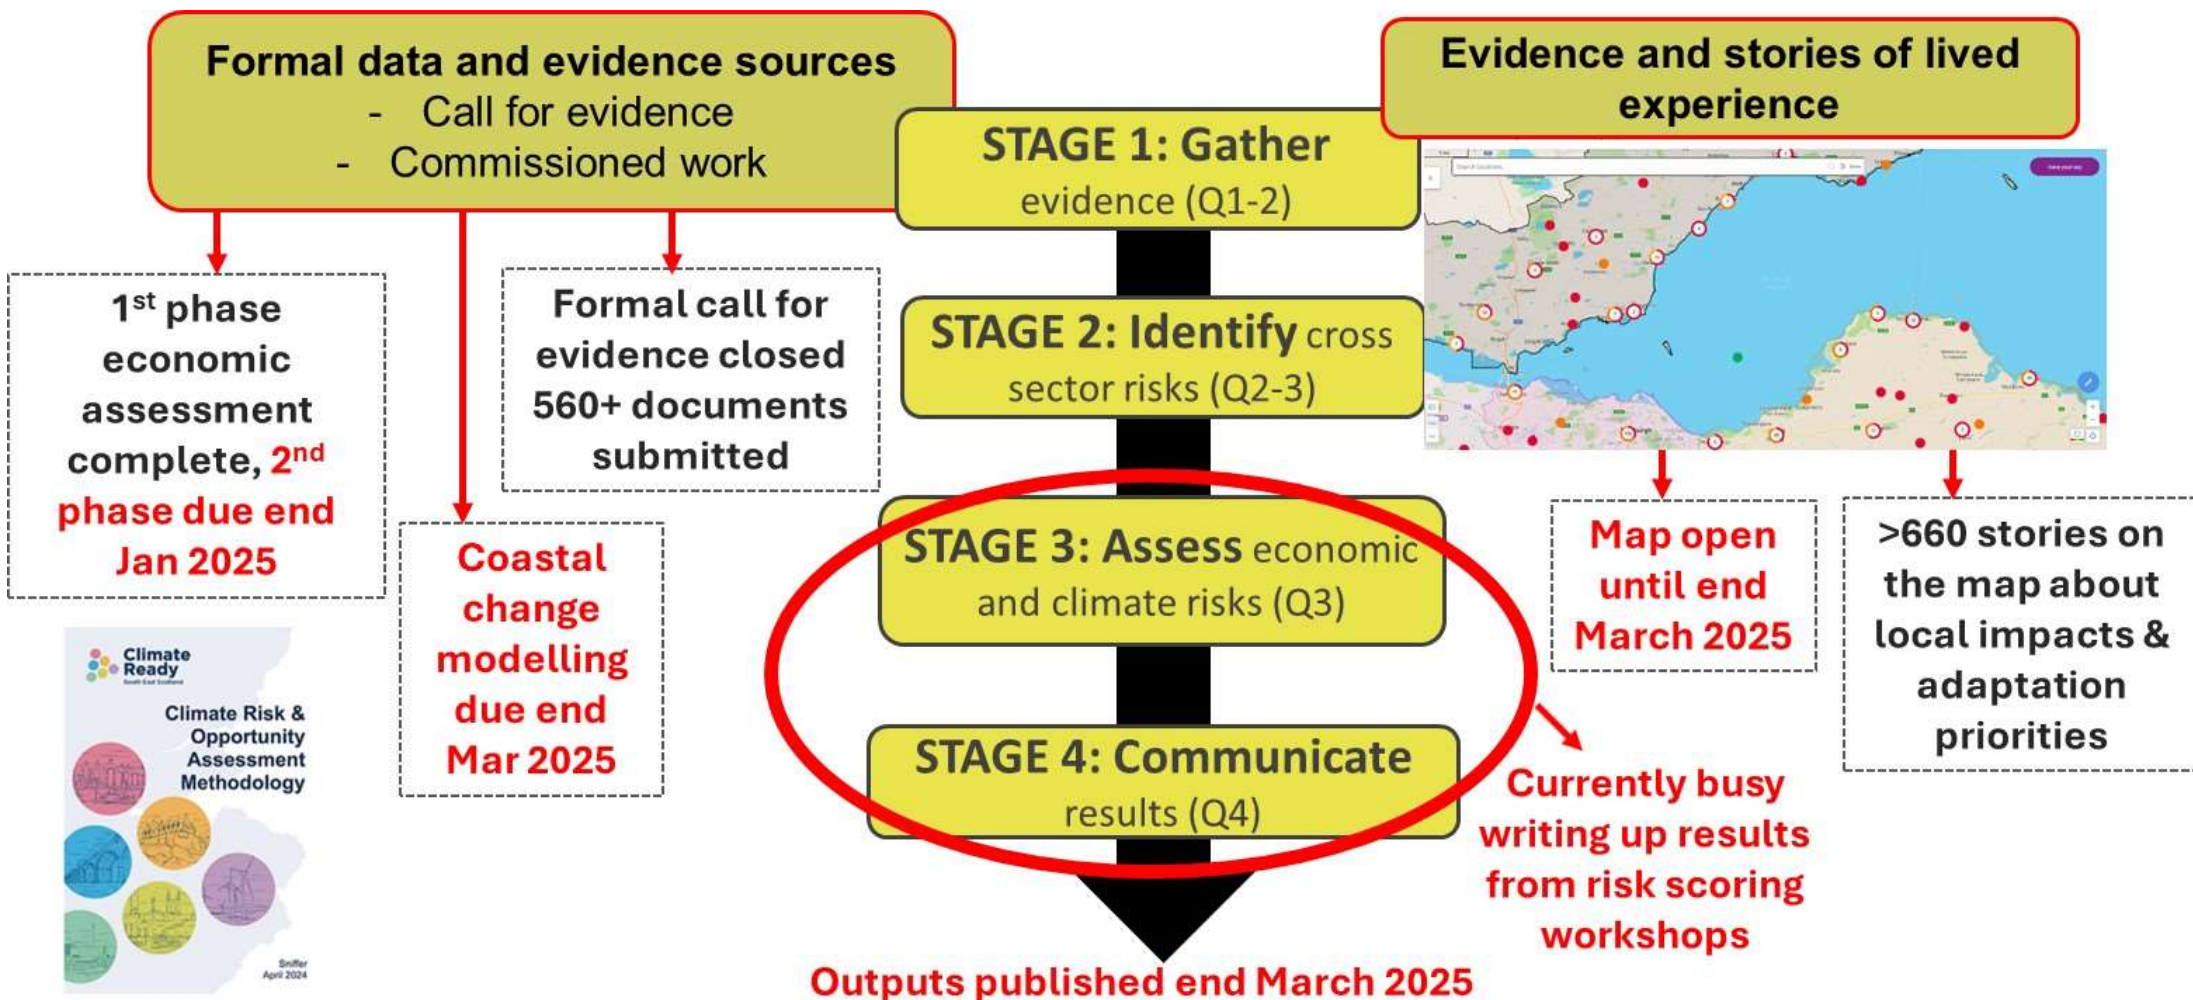 Formal data and evidence sources
- Call for evidence
- Commissioned work
Evidence and stories of lived
experience
STAGE 1: Gather
evidence (Q1-2)
STAGE 2: Identify cross
sector risks (Q2-3)
STAGE 3: Assess economic
and climate risks (Q3)
STAGE 4: Communicate
results (Q4)
Outputs published end March 2025
1st phase
economic
assessment
complete, 2nd
phase due end
Jan 2025
Coastal
change
modelling
due end
Mar 2025
Formal call for
evidence closed
560+ documents
submitted
Map open
until end
March 2025
>660 stories on
the map about
local impacts &
adaptation
priorities
Currently busy
writing up results
from risk scoring
workshops
Climate
Ready
South East Scotland
Climate Risk &
Opportunity
Assessment
Methodology
Sniffer
April 2024